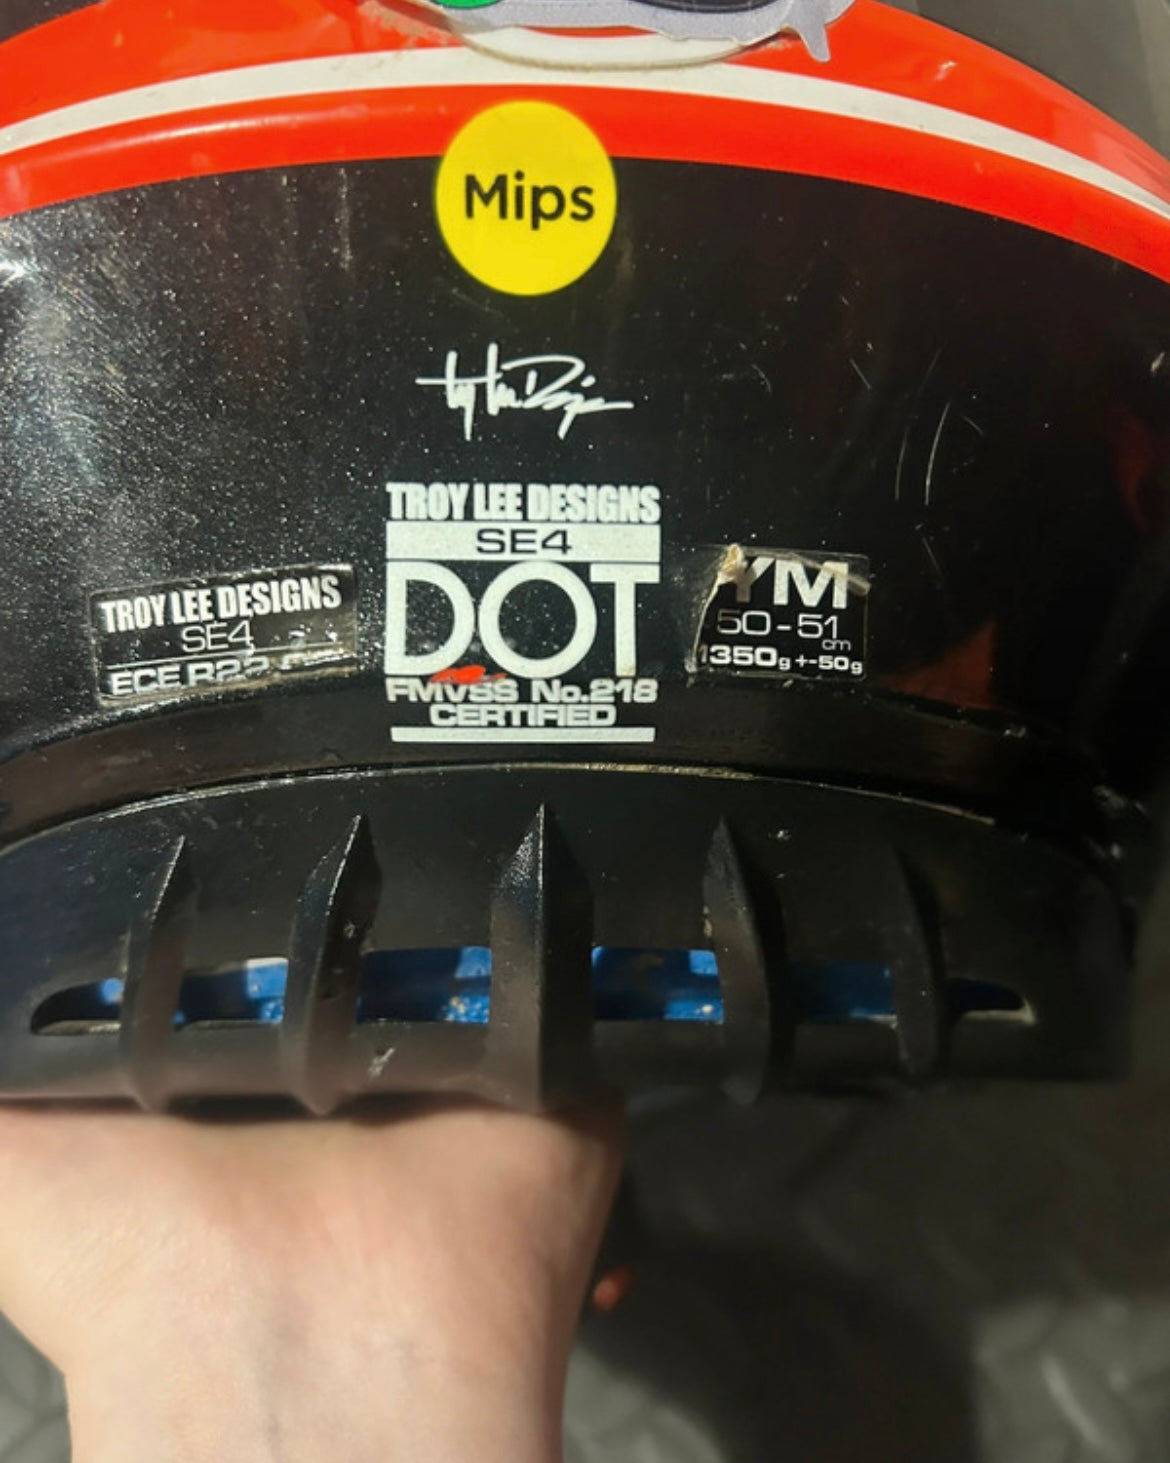 Mips
TROY LEE DESIGNS
SE4
DOT
FMVSS No.218
CERTIFIED
TROY LEE DESIGNS
SE4
ECE
YM
50-51
cm
1350g +-50g